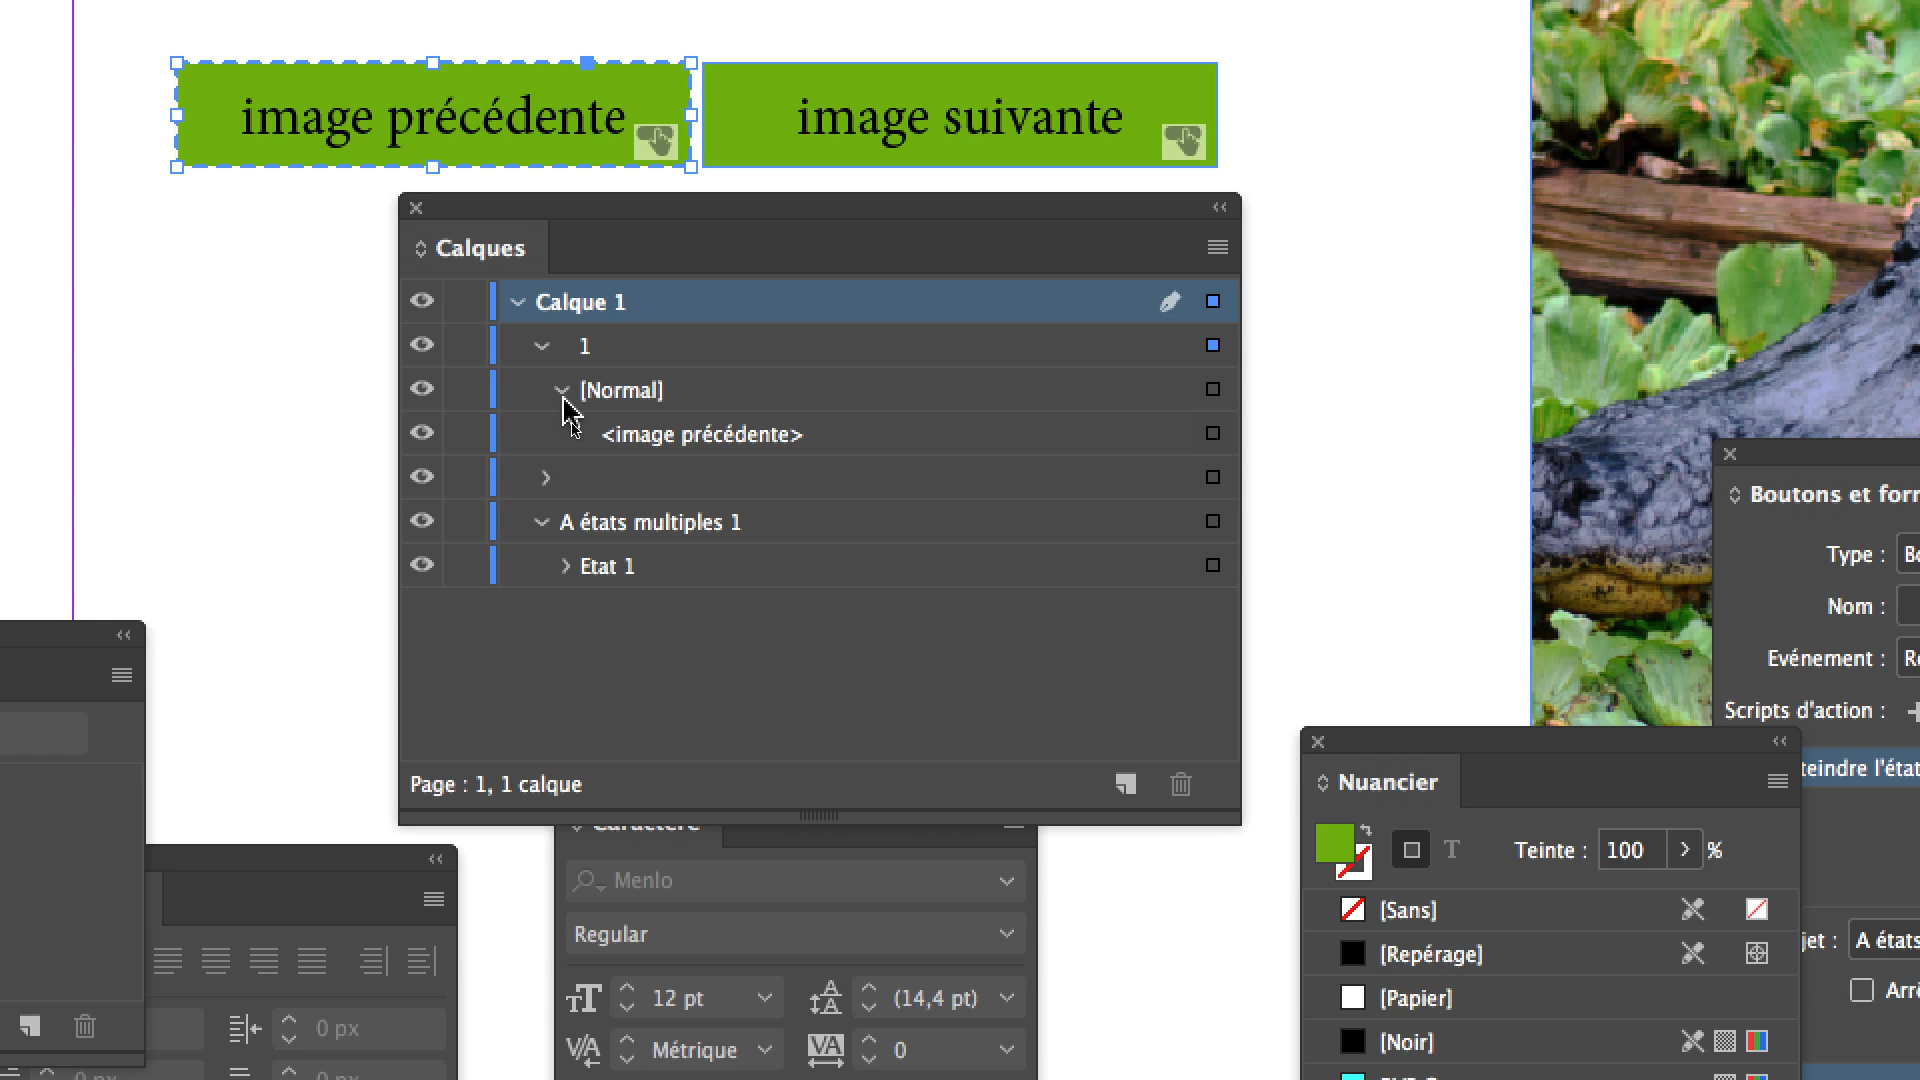 image précédente
image suivante
Calques
Calque 1
1
[Normal]
<image précédente>
A états multiples 1
Etat 1
Page : 1, 1 calque
Boutons et forr
Type :
Nom :
Evénement :
Scripts d'action :
teindre l'état
jet :
A états
Arrê
Nuancier
Teinte :
100
%
[Sans]
[Repérage]
[Papier]
[Noir]
Menlo
Regular
12 pt
(14,4 pt)
Métrique
0
0 px